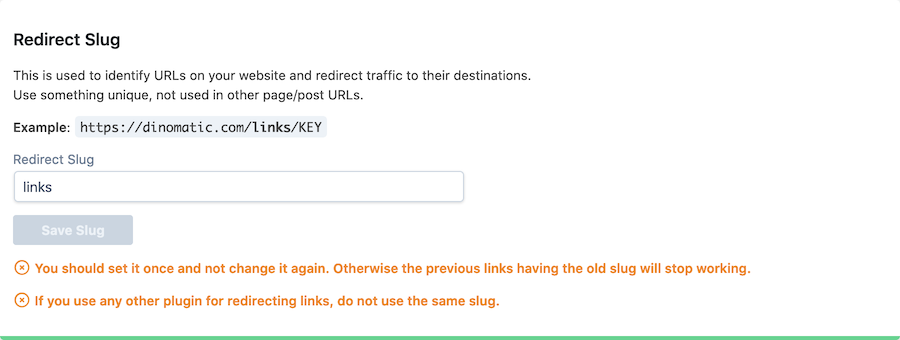 Redirect Slug
This is used to identify URLs on your website and redirect traffic to their destinations.
Use something unique, not used in other page/post URLs.
Example: https://dinomatic.com/links/KEY
Redirect Slug
links
Save Slug
You should set it once and not change it again. Otherwise the previous links having the old slug will stop working.
If you use any other plugin for redirecting links, do not use the same slug.